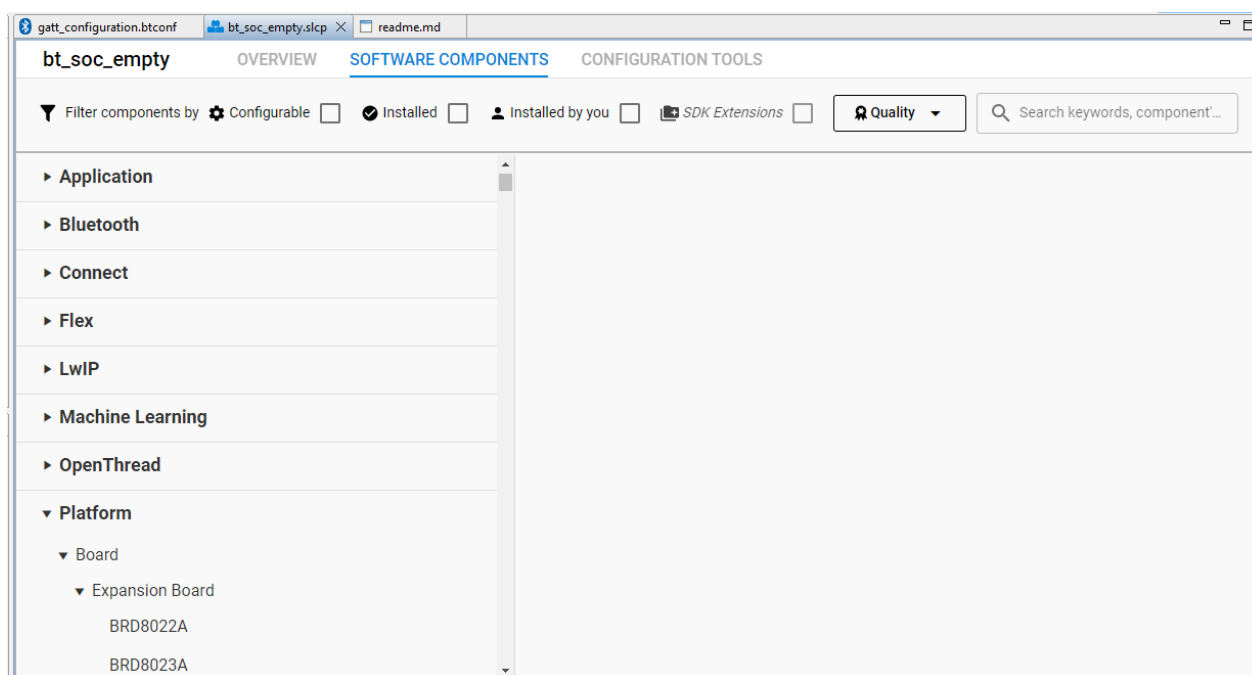 gatt_configuration.btconf bt_soc_empty.slcp readme.md
bt_soc_empty OVERVIEW SOFTWARE COMPONENTS CONFIGURATION TOOLS
Filter components by Configurable Installed Installed by you SDK Extensions Quality Search keywords, component'...
Application
Bluetooth
Connect
Flex
LwIP
Machine Learning
OpenThread
Platform
Board
Expansion Board
BRD8022A
BRD8023A